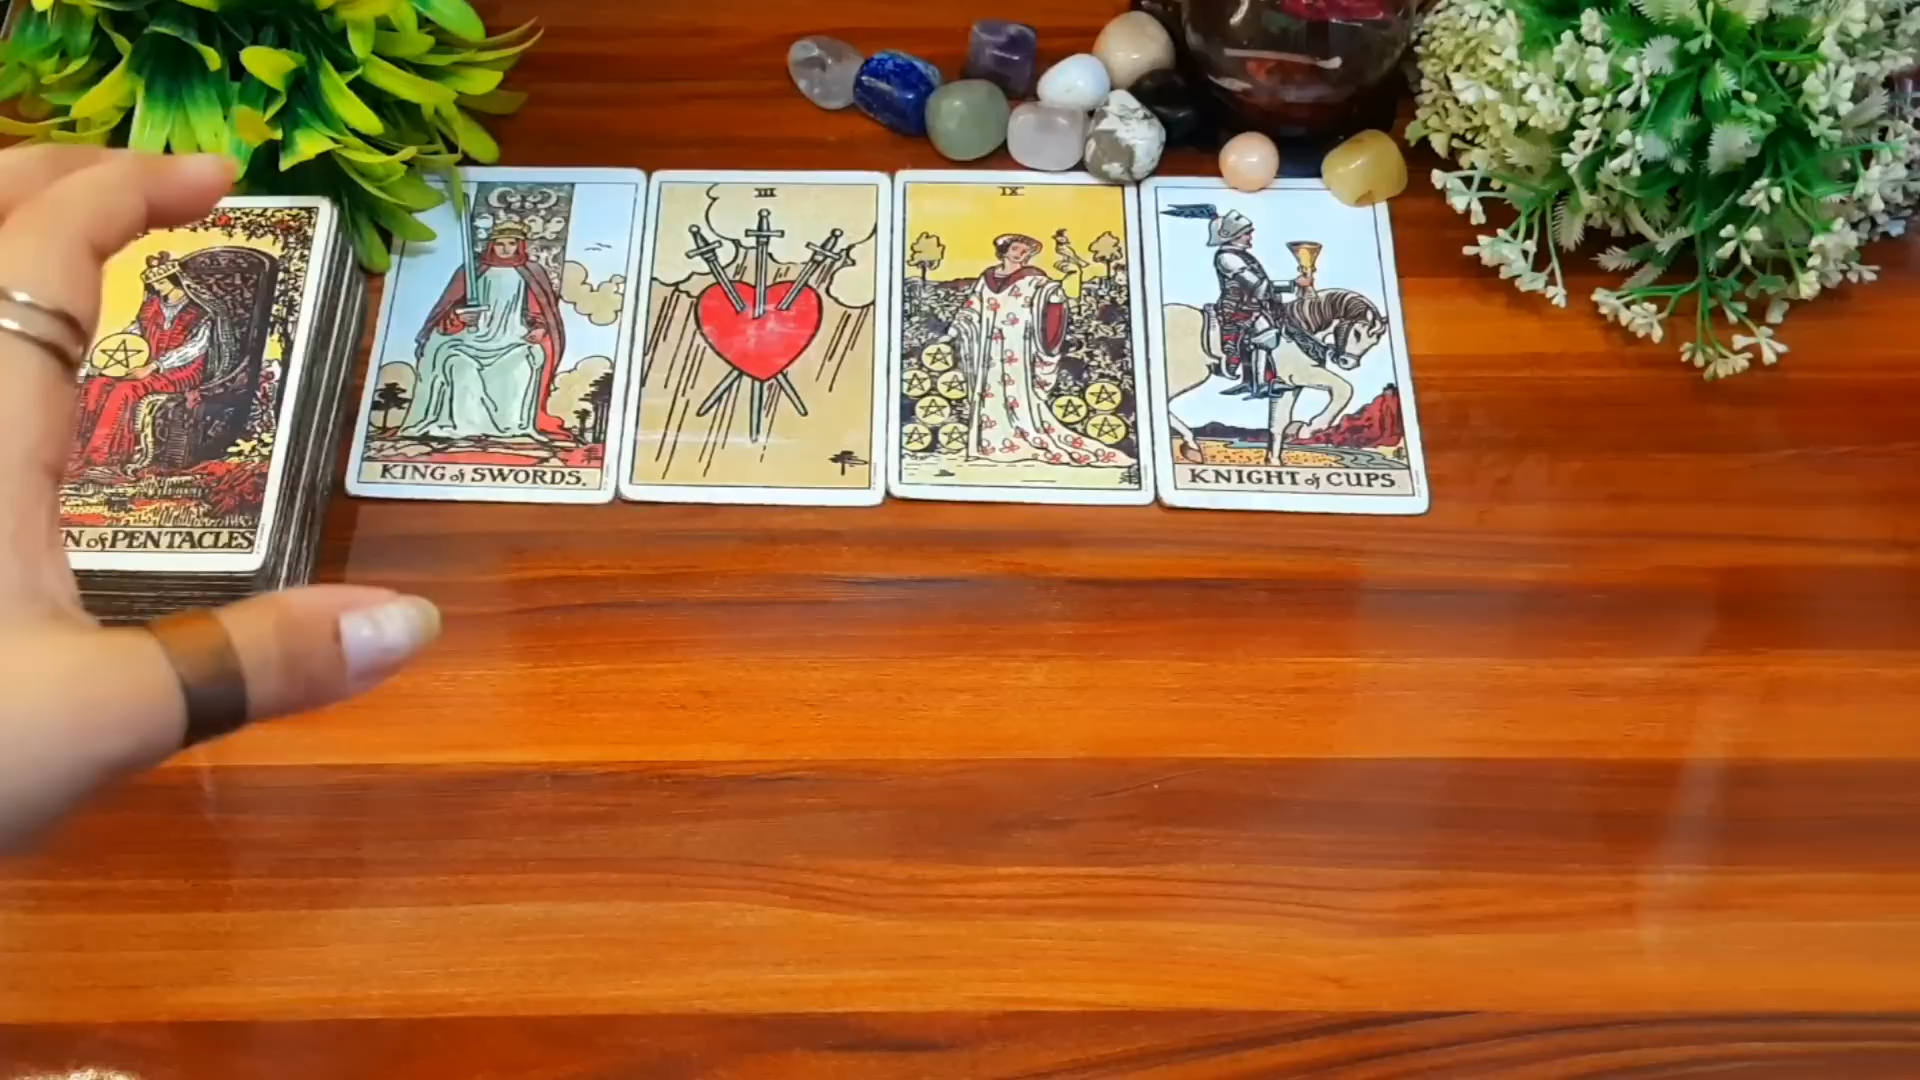 III
IX
KING of SWORDS.
KNIGHT of CUPS
N of PENTACLES